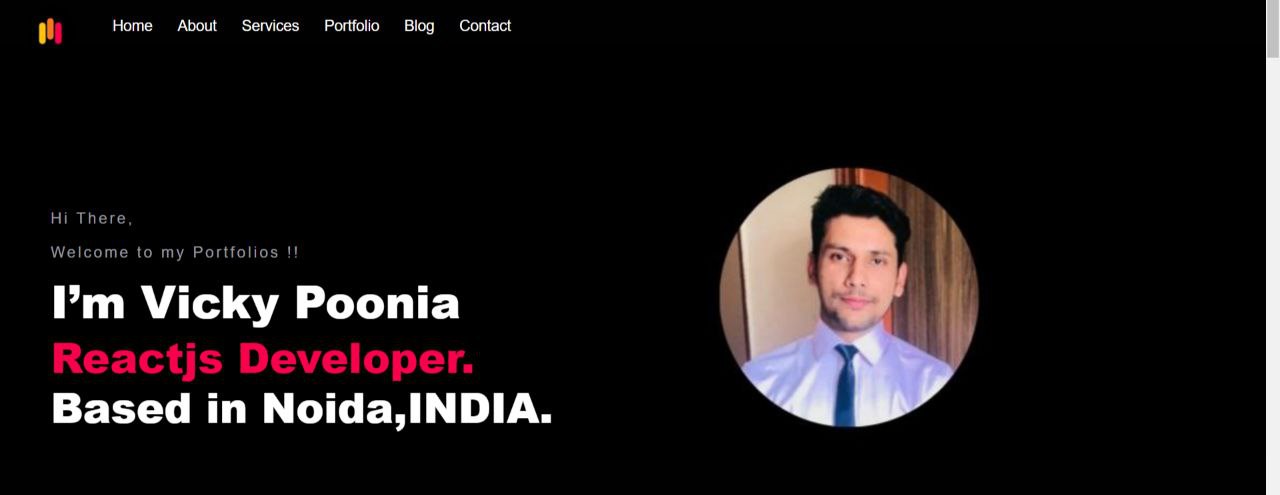 Home About Services Portfolio Blog Contact
Hi There,
Welcome to my Portfolios !!
I’m Vicky Poonia
Reactjs Developer.
Based in Noida,INDIA.